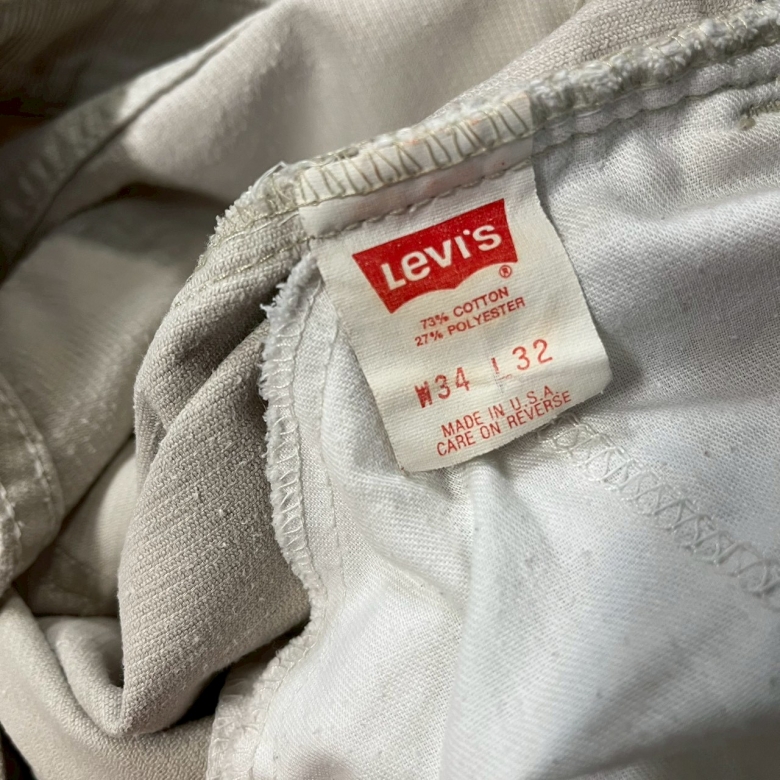 Levi's ®
73% COTTON
27% POLYESTER
W34 L32
MADE IN U.S.A.
CARE ON REVERSE